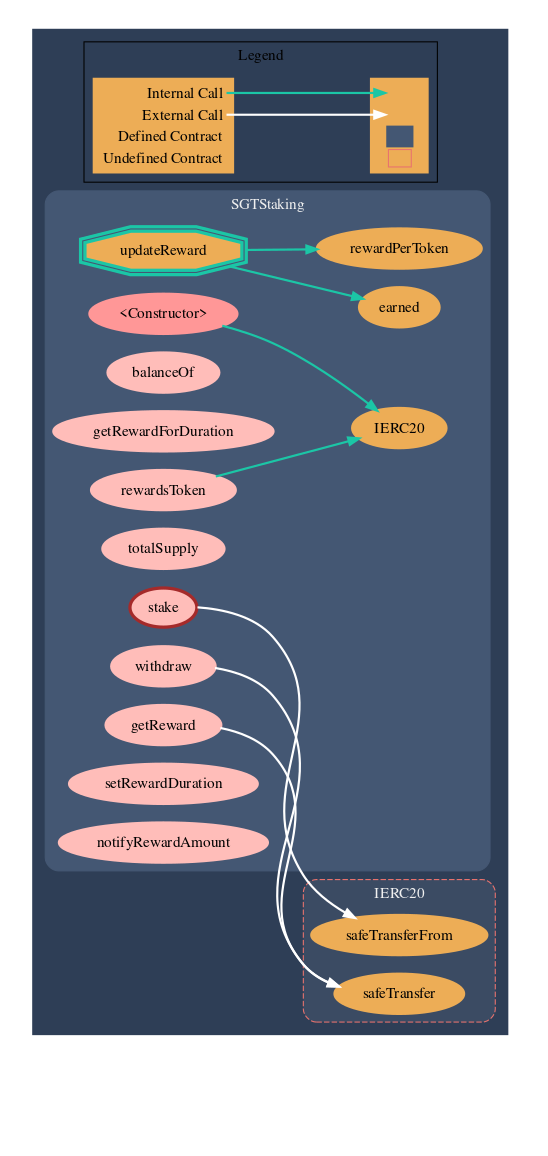 Legend
Internal Call
External Call
Defined Contract
Undefined Contract
SGTStaking
updateReward
rewardPerToken
earned
<Constructor>
balanceOf
getRewardForDuration
IERC20
rewardsToken
totalSupply
stake
withdraw
getReward
setRewardDuration
notifyRewardAmount
IERC20
safeTransferFrom
safeTransfer